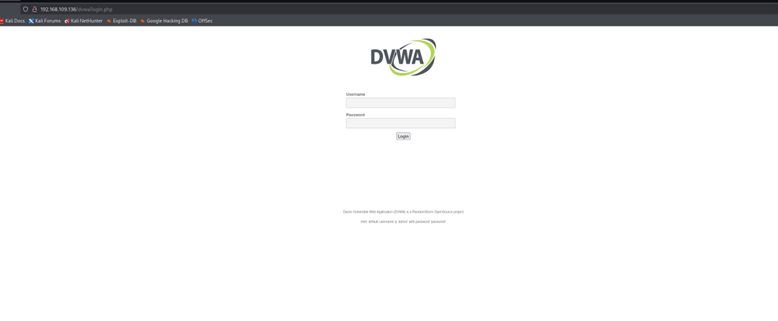 192.168.109.136/dvwa/login.php
Kali Docs Kali Forums Kali NetHunter Exploit-DB Google Hacking DB OffSec
DVWA
Username
Password
Login
Damn Vulnerable Web Application (DVWA) is a RandomStorm OpenSource project
Hint: default username is 'admin' with password 'password'